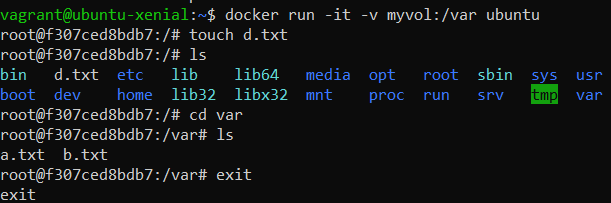 vagrant@ubuntu-xenial:~$ docker run -it -v myvol:/var ubuntu
root@f307ced8bdb7:/# touch d.txt
root@f307ced8bdb7:/# ls
bin   d.txt  etc   lib    lib64   media  opt   root  sbin  sys  usr
boot  dev    home  lib32  libx32  mnt    proc  run   srv   tmp  var
root@f307ced8bdb7:/# cd var
root@f307ced8bdb7:/var# ls
a.txt  b.txt
root@f307ced8bdb7:/var# exit
exit